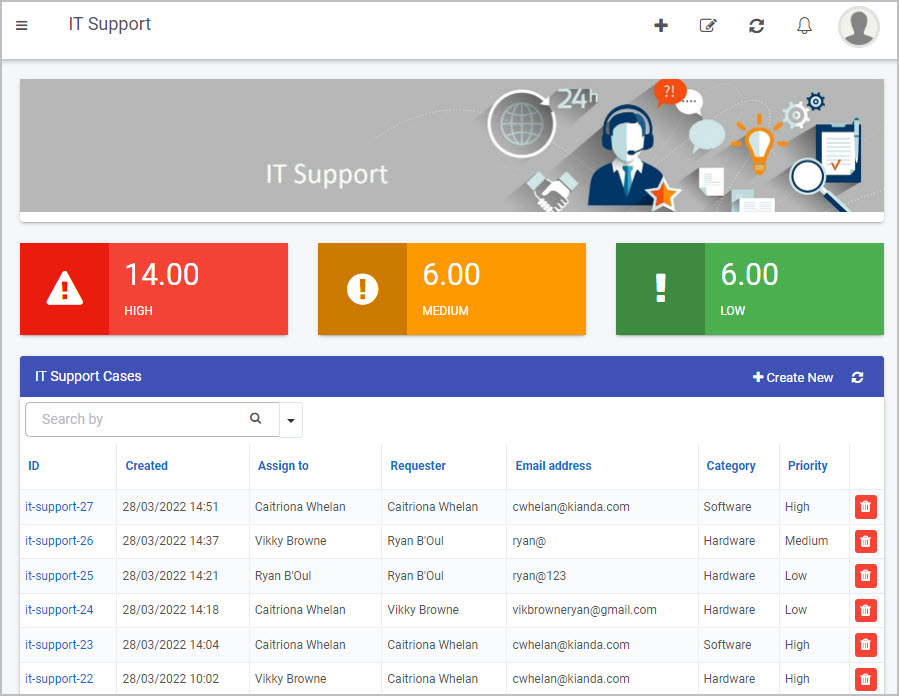 IT Support
24h
?!
IT Support
14.00
HIGH
6.00
MEDIUM
6.00
LOW
IT Support Cases
Create New
Search by
ID Created Assign to Requester Email address Category Priority
it-support-27 28/03/2022 14:51 Caitriona Whelan Caitriona Whelan cwhelan@kianda.com Software High
it-support-26 28/03/2022 14:37 Vikky Browne Ryan B'Oul ryan@ Hardware Medium
it-support-25 28/03/2022 14:21 Ryan B'Oul Ryan B'Oul ryan@123 Hardware Low
it-support-24 28/03/2022 14:18 Caitriona Whelan Vikky Browne vikbrowneryan@gmail.com Hardware Low
it-support-23 28/03/2022 14:04 Caitriona Whelan Caitriona Whelan cwhelan@kianda.com Software High
it-support-22 28/03/2022 10:02 Vikky Browne Caitriona Whelan cwhelan@kianda.com Hardware High